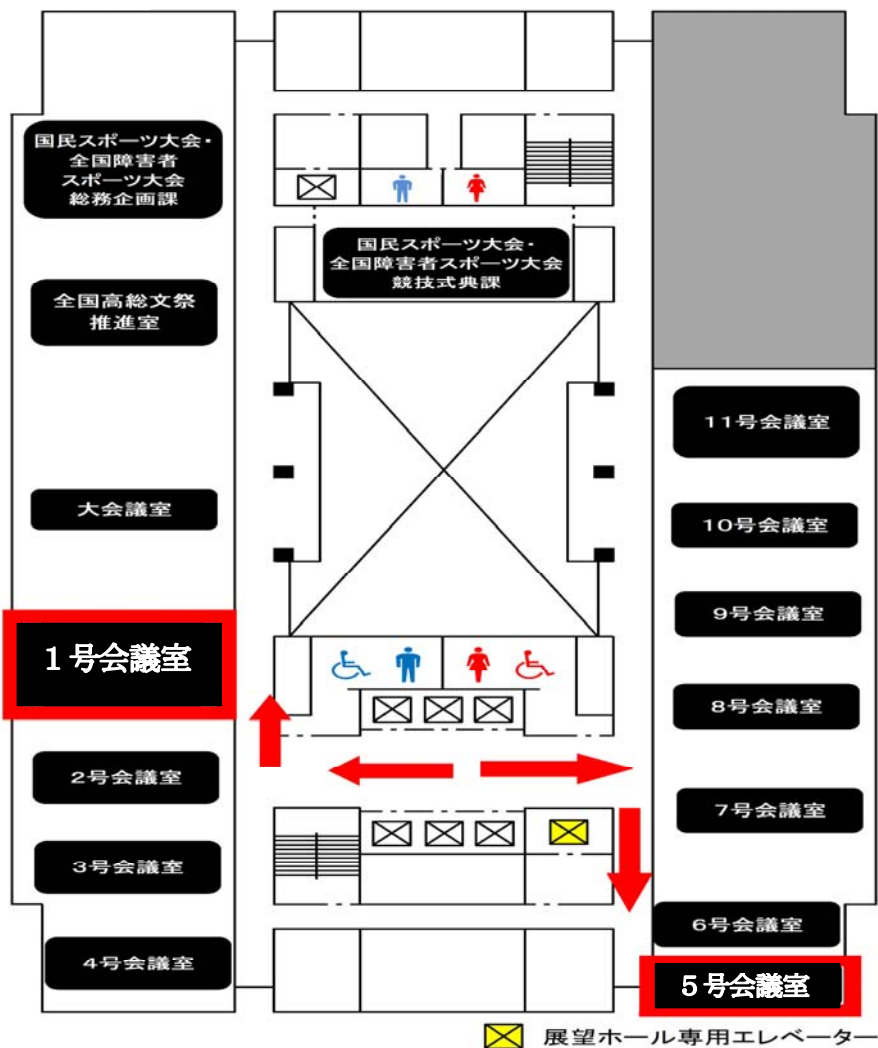 国民スポーツ大会・
全国障害者
スポーツ大会
総務企画課
国民スポーツ大会・
全国障害者スポーツ大会
競技式典課
全国高総文祭
推進室
大会議室
１号会議室
2号会議室
3号会議室
4号会議室
11号会議室
10号会議室
9号会議室
8号会議室
7号会議室
6号会議室
５号会議室
展望ホール専用エレベーター